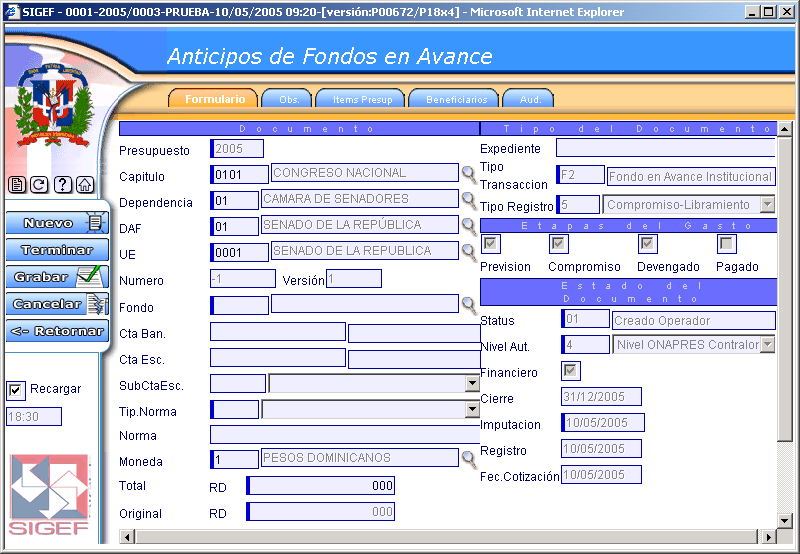 SIGEF - 0001-2005/0003-PRUEBA-10/05/2005 09:20-[versión:P00672/P18x4] - Microsoft Internet Explorer
Anticipos de Fondos en Avance
Formulario Obs. Items Presup Beneficiarios Aud.
Nuevo
Terminar
Grabar
Cancelar
<- Retornar
Recargar
18:30
SIGEF
Documento
Presupuesto 2005
Capitulo 0101 CONGRESO NACIONAL
Dependencia 01 CAMARA DE SENADORES
DAF 01 SENADO DE LA REPÚBLICA
UE 0001 SENADO DE LA REPUBLICA
Numero -1 Versión 1
Fondo
Cta Ban.
Cta Esc.
SubCtaEsc.
Tip.Norma
Norma
Moneda 1 PESOS DOMINICANOS
Total RD 000
Original RD 000
Tipo del Documento
Expediente
Tipo Transaccion F2 Fondo en Avance Institucional
Tipo Registro 5 Compromiso-Libramiento
Etapas del Gasto
Prevision Compromiso Devengado Pagado
Estado del
Documento
Status 01 Creado Operador
Nivel Aut. 4 Nivel ONAPRES Contralor
Financiero
Cierre 31/12/2005
Imputacion 10/05/2005
Registro 10/05/2005
Fec.Cotización 10/05/2005